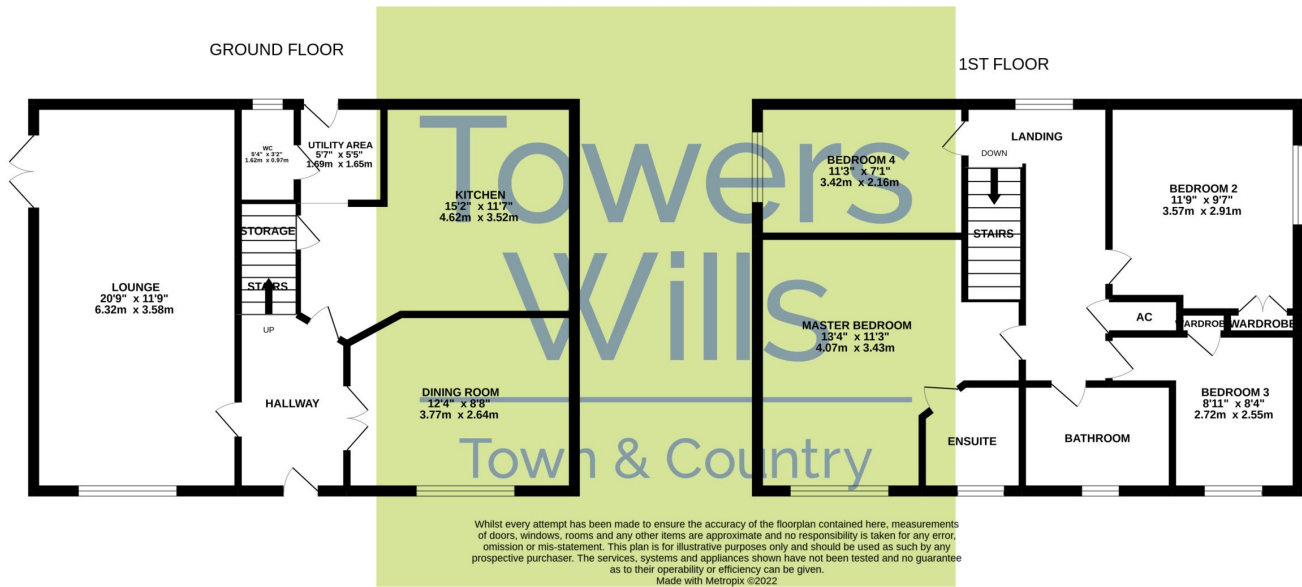 GROUND FLOOR
WC
5'4" x 3'2"
1.62m x 0.97m
UTILITY AREA
5'7" x 5'5"
1.69m x 1.65m
KITCHEN
15'2" x 11'7"
4.62m x 3.52m
STORAGE
STAIRS
UP
LOUNGE
20'9" x 11'9"
6.32m x 3.58m
HALLWAY
DINING ROOM
12'4" x 8'8"
3.77m x 2.64m
1ST FLOOR
LANDING
DOWN
STAIRS
BEDROOM 4
11'3" x 7'1"
3.42m x 2.16m
BEDROOM 2
11'9" x 9'7"
3.57m x 2.91m
MASTER BEDROOM
13'4" x 11'3"
4.07m x 3.43m
AC
WARDROBE
WARDROBE
BEDROOM 3
8'11" x 8'4"
2.72m x 2.55m
ENSUITE
BATHROOM
Towers
Wills
Town & Country
Whilst every attempt has been made to ensure the accuracy of the floorplan contained here, measurements
of doors, windows, rooms and any other items are approximate and no responsibility is taken for any error,
omission or mis-statement. This plan is for illustrative purposes only and should be used as such by any
prospective purchaser. The services, systems and appliances shown have not been tested and no guarantee
as to their operability or efficiency can be given.
Made with Metropix ©2022